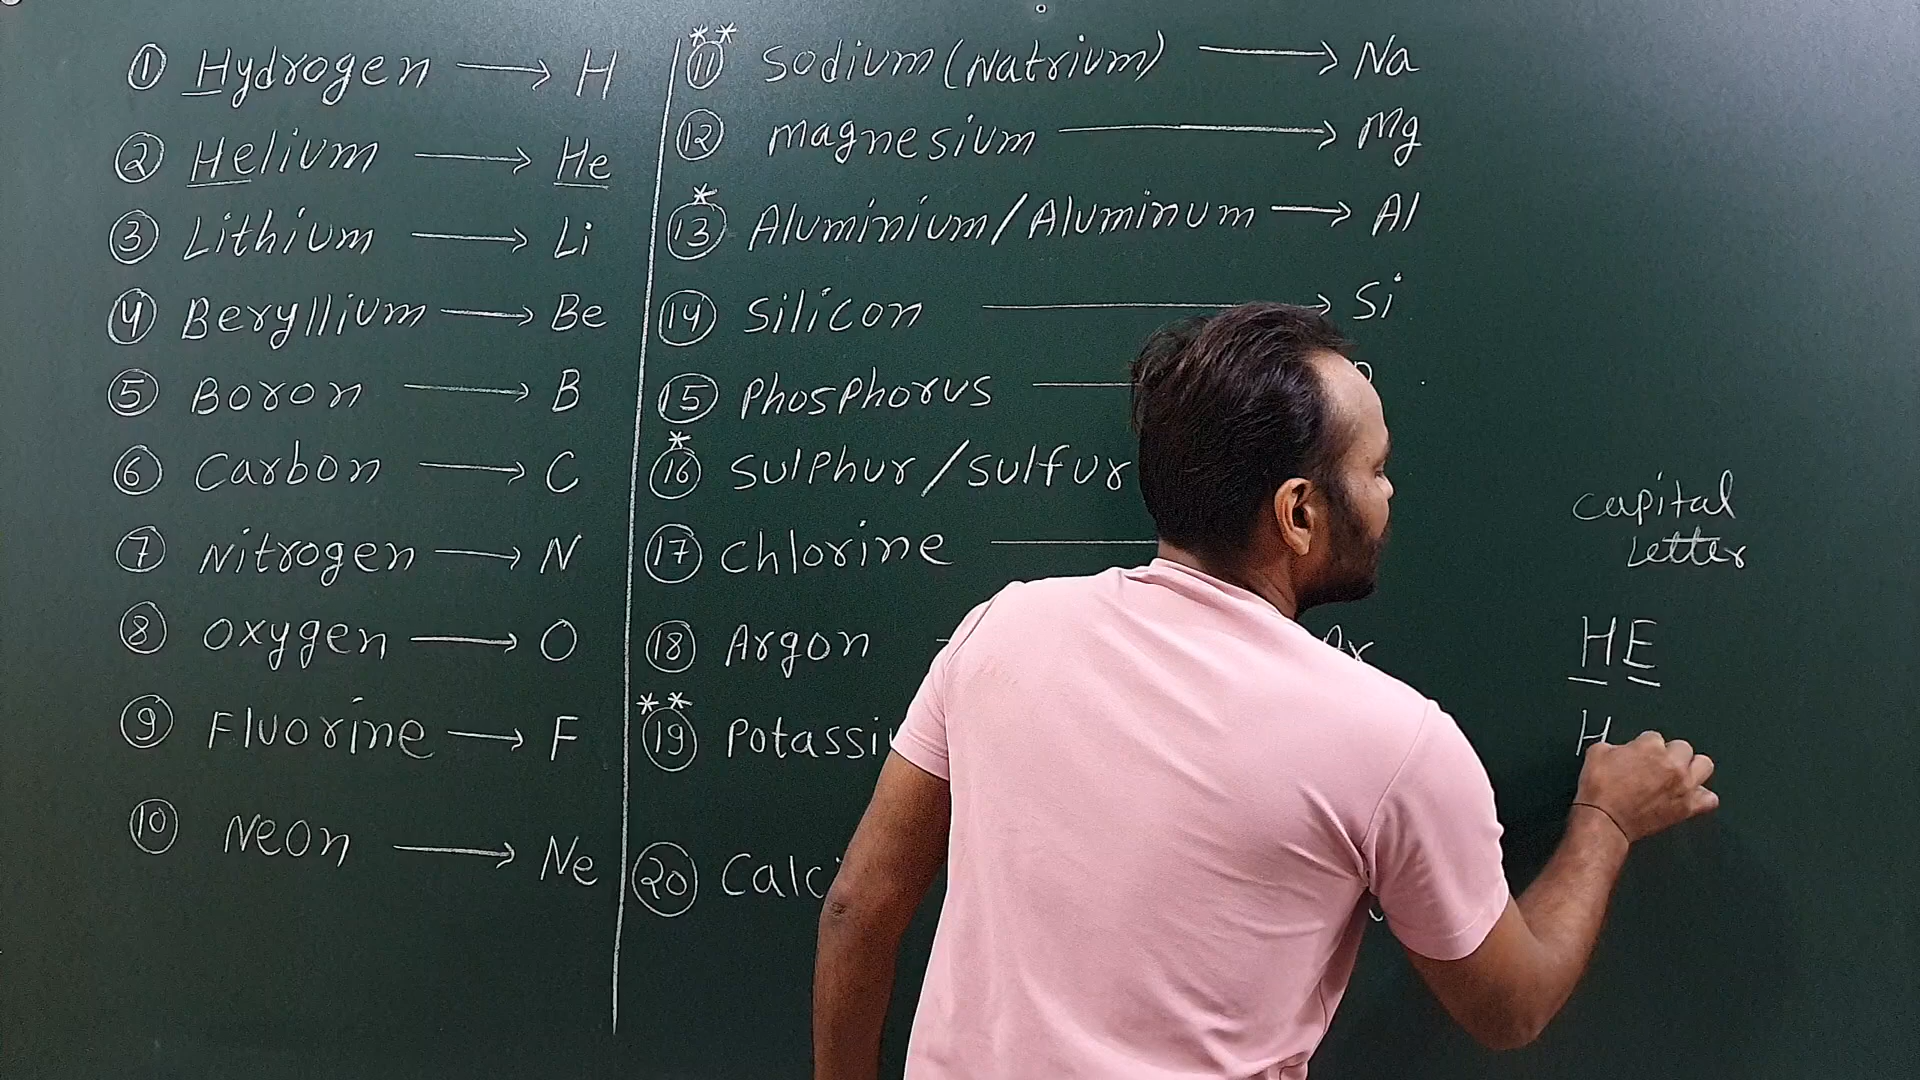 ① Hydrogen → H
② Helium → He
③ Lithium → Li
④ Beryllium → Be
⑤ Boron → B
⑥ Carbon → C
⑦ Nitrogen → N
⑧ Oxygen → O
⑨ Fluorine → F
⑩ Neon → Ne
** ⑪ Sodium (Natrium) → Na
⑫ Magnesium → Mg
* ⑬ Aluminium/Aluminum → Al
⑭ Silicon → Si
⑮ Phosphorus
* ⑯ Sulphur/Sulfur
⑰ Chlorine
⑱ Argon Ar
** ⑲ Potassi
⑳ Calc
capital
Letter
HE
H